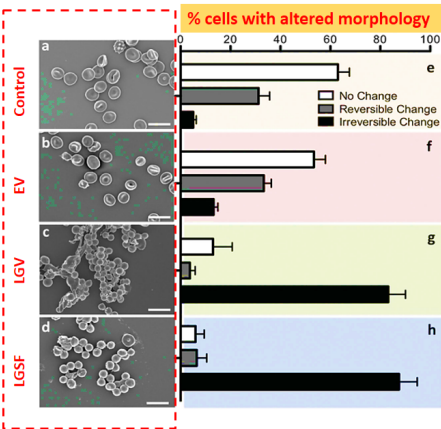 % cells with altered morphology
0 20 40 60 80 100
Control
a
e
No Change
Reversible Change
Irreversible Change
EV
b
f
LGV
c
g
LGSF
d
h